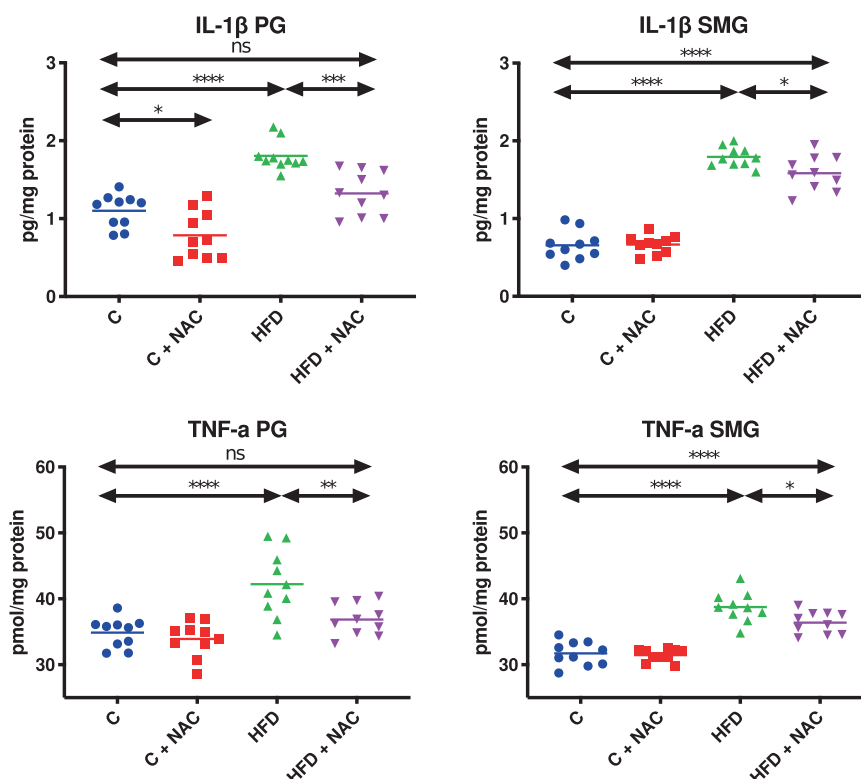 IL-1β PG
ns
****
***
*
3
2
1
0
pg/mg protein
C
C + NAC
HFD
HFD + NAC
IL-1β SMG
****
****
*
3
2
1
0
pg/mg protein
C
C + NAC
HFD
HFD + NAC
TNF-a PG
ns
****
**
60
50
40
30
pmol/mg protein
C
C + NAC
HFD
HFD + NAC
TNF-a SMG
****
****
*
60
50
40
30
pmol/mg protein
C
C + NAC
HFD
HFD + NAC